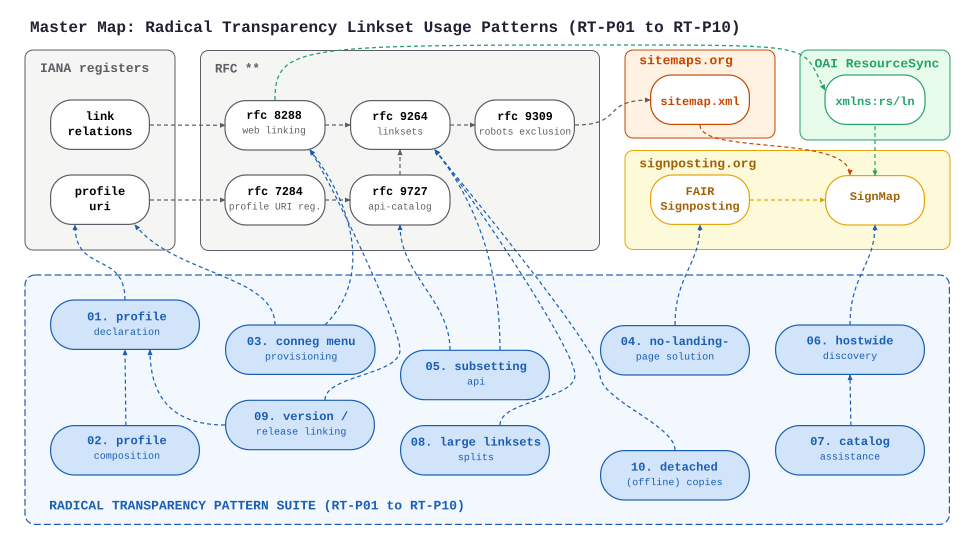 Master Map: Radical Transparency Linkset Usage Patterns (RT-P01 to RT-P10)
IANA registers
link
relations
profile
uri
RFC **
rfc 8288
web linking
rfc 9264
linksets
rfc 9309
robots exclusion
rfc 7284
profile URI reg.
rfc 9727
api-catalog
sitemaps.org
sitemap.xml
OAI ResourceSync
xmlns:rs/ln
signposting.org
FAIR
Signposting
SignMap
01. profile
declaration
02. profile
composition
03. conneg menu
provisioning
09. version /
release linking
05. subsetting
api
08. large linksets
splits
04. no-landing-
page solution
10. detached
(offline) copies
06. hostwide
discovery
07. catalog
assistance
RADICAL TRANSPARENCY PATTERN SUITE (RT-P01 to RT-P10)